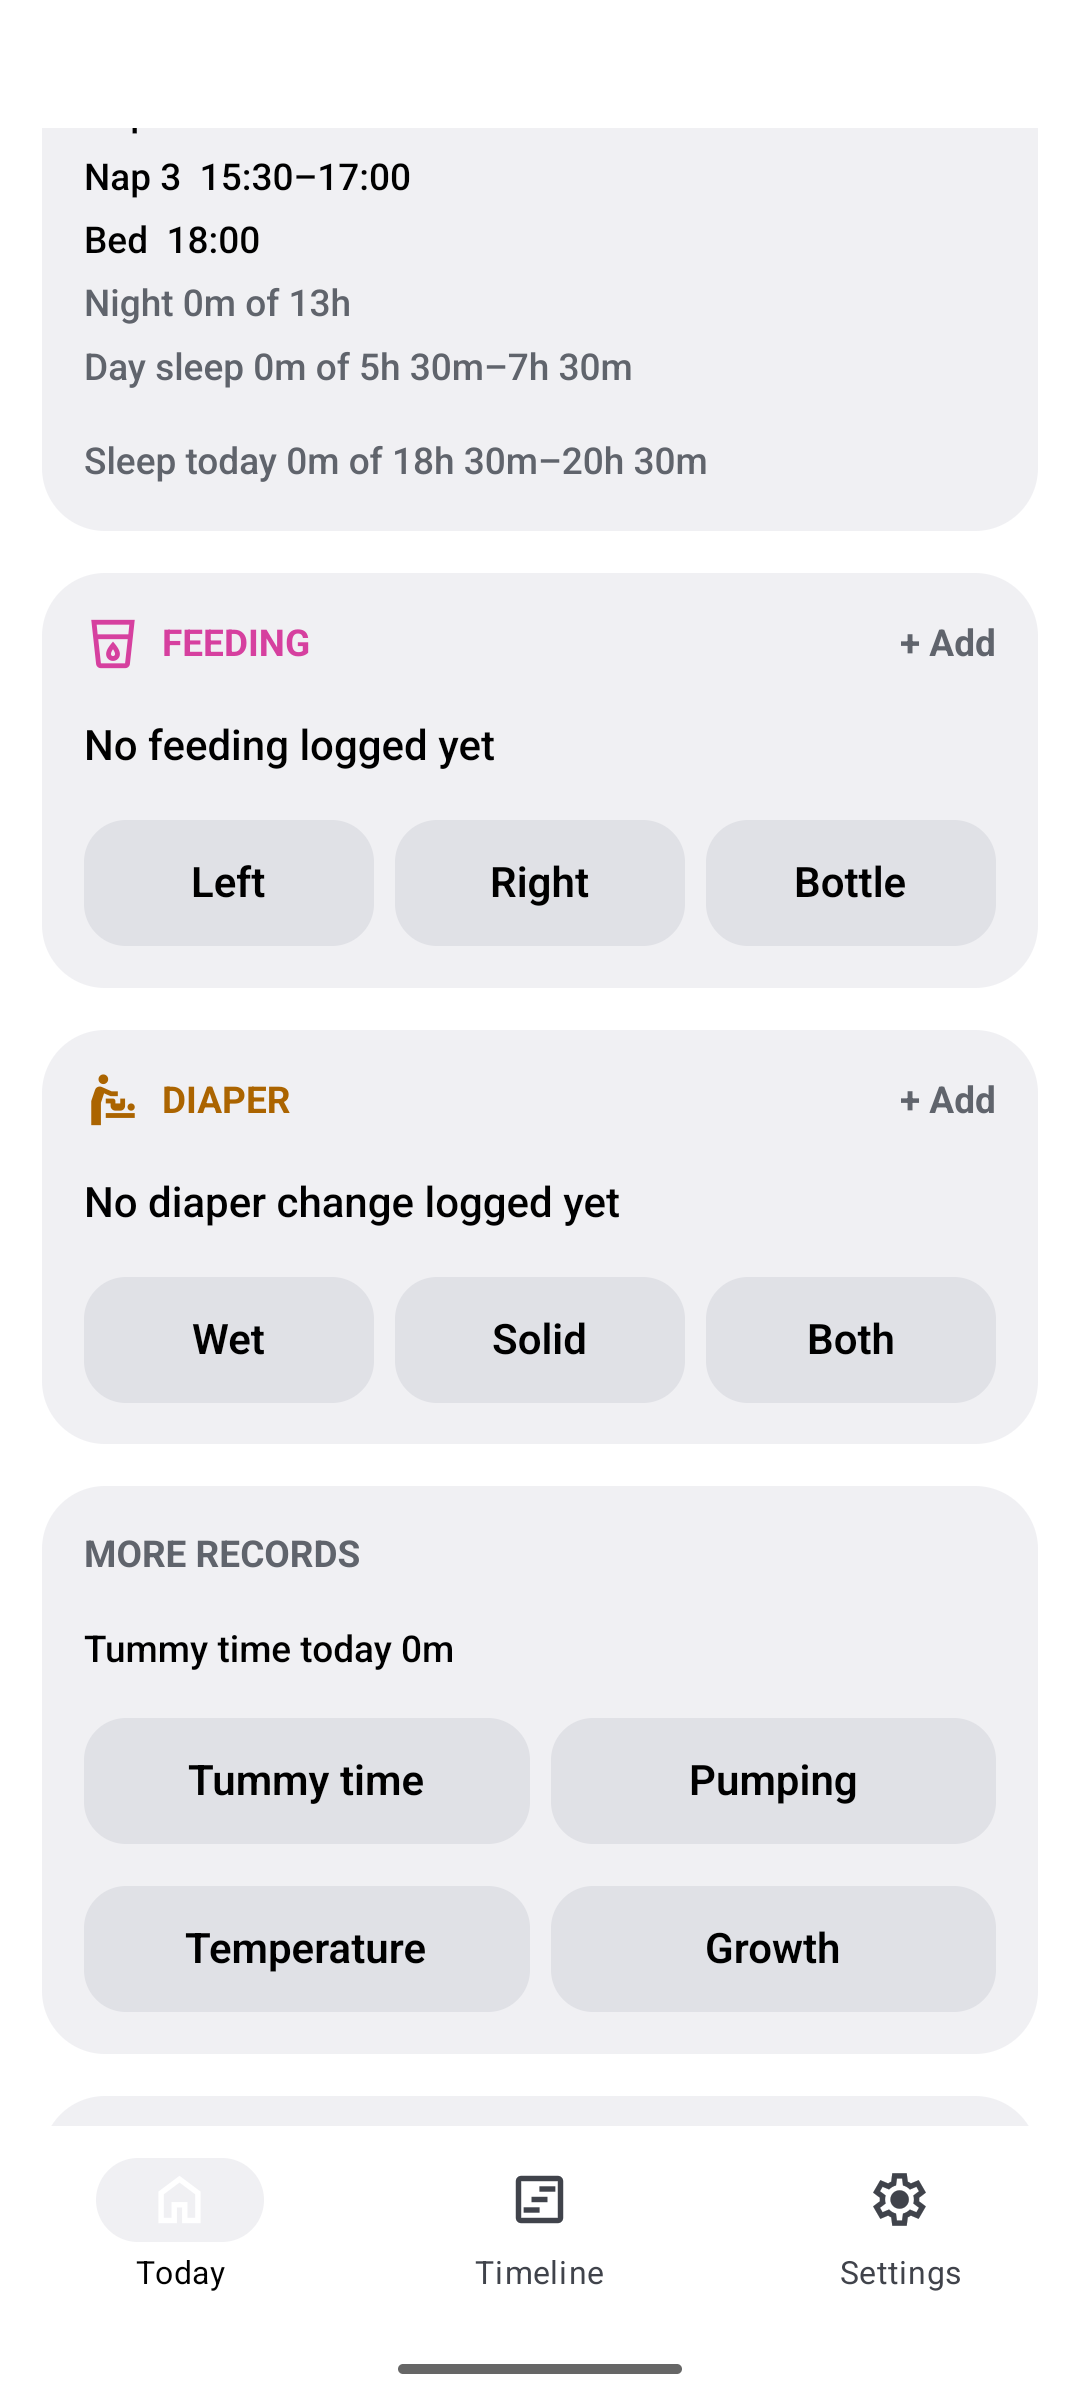 Nap 3 15:30–17:00
Bed 18:00
Night 0m of 13h
Day sleep 0m of 5h 30m–7h 30m
Sleep today 0m of 18h 30m–20h 30m
FEEDING + Add
No feeding logged yet
Left Right Bottle
DIAPER + Add
No diaper change logged yet
Wet Solid Both
MORE RECORDS
Tummy time today 0m
Tummy time Pumping
Temperature Growth
Today Timeline Settings